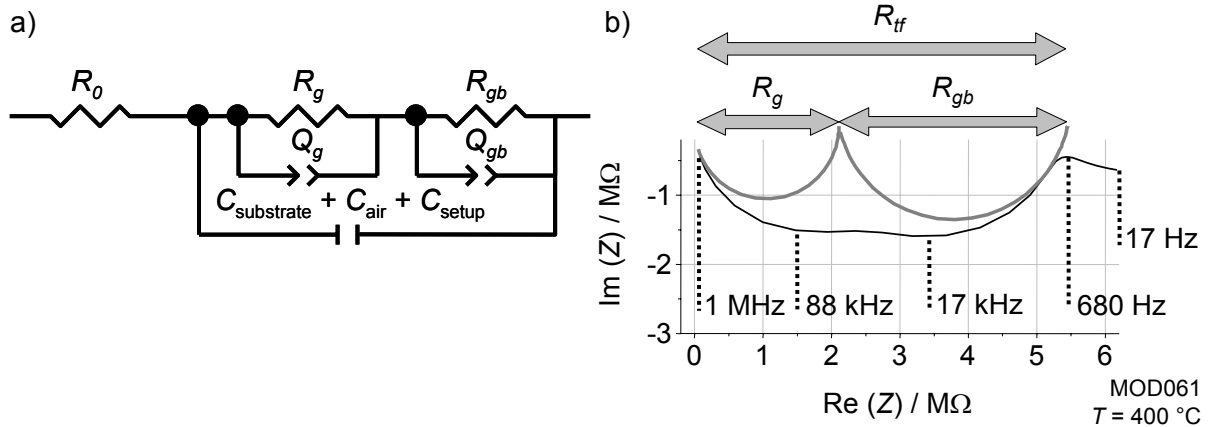 a)
R0
Rg
Rgb
Qg
Qgb
Csubstrate + Cair + Csetup
b)
Rtf
Rg
Rgb
Im (Z) / MΩ
-1
-2
-3
1 MHz
88 kHz
17 kHz
680 Hz
17 Hz
0 1 2 3 4 5 6
Re (Z) / MΩ
MOD061
T = 400 °C